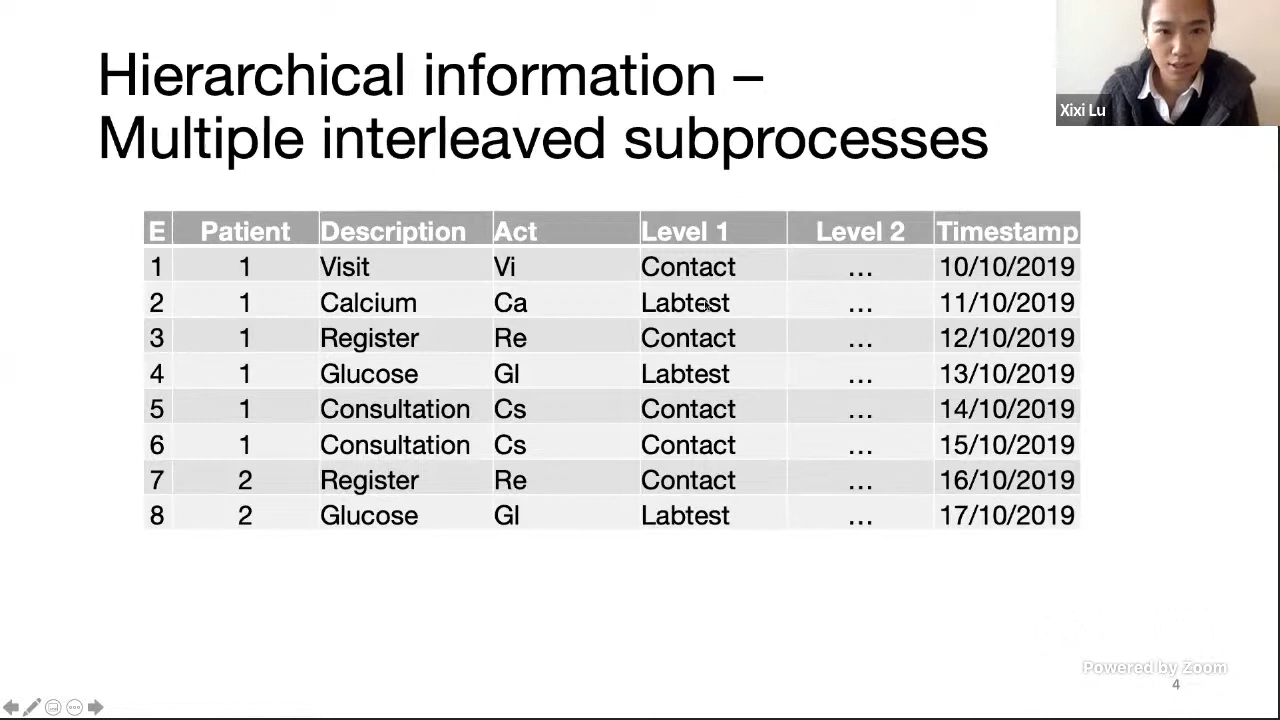 Hierarchical information –
Multiple interleaved subprocesses
Xixi Lu
E Patient Description Act Level 1 Level 2 Timestamp
1 1 Visit Vi Contact ... 10/10/2019
2 1 Calcium Ca Labtest ... 11/10/2019
3 1 Register Re Contact ... 12/10/2019
4 1 Glucose Gl Labtest ... 13/10/2019
5 1 Consultation Cs Contact ... 14/10/2019
6 1 Consultation Cs Contact ... 15/10/2019
7 2 Register Re Contact ... 16/10/2019
8 2 Glucose Gl Labtest ... 17/10/2019
Powered by Zoom
4